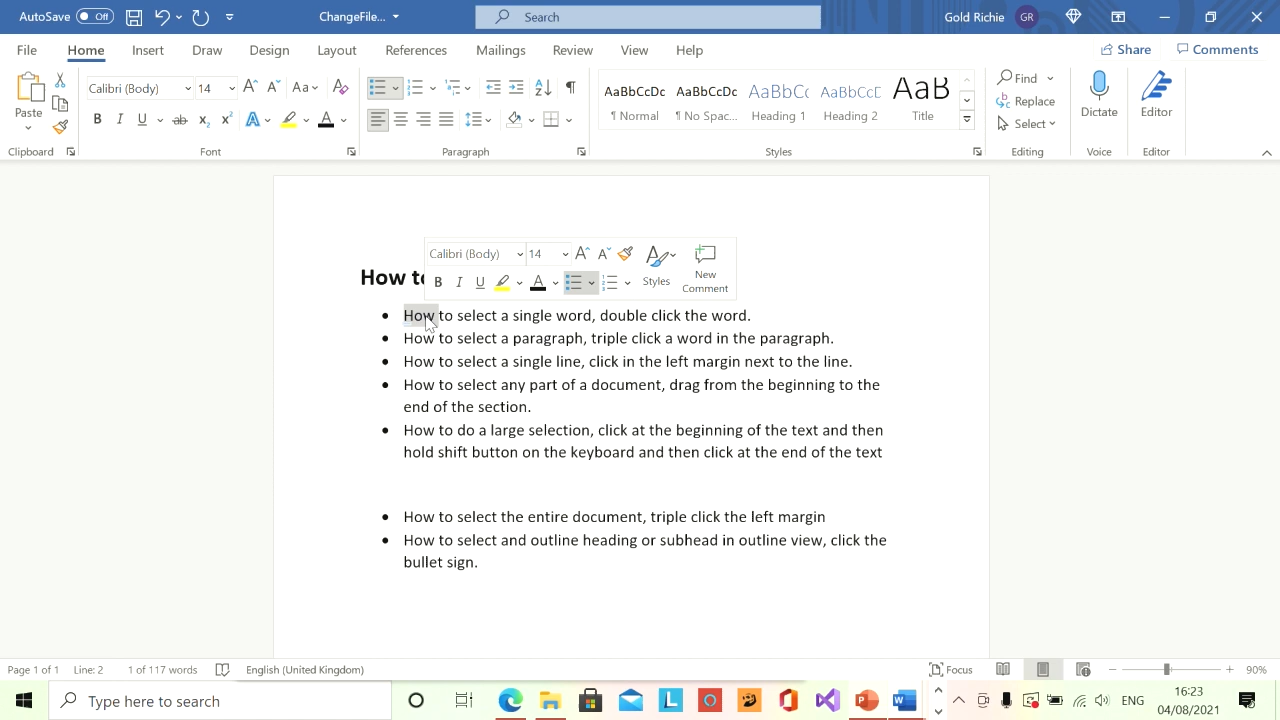 AutoSave Off ChangeFile... Search Gold Richie GR
File Home Insert Draw Design Layout References Mailings Review View Help Share Comments
Paste Calibri (Body) 14 Aa AaBbCcDc AaBbCcDc AaBbCc AaBbCcD AaB Find Replace Select Dictate Editor
¶ Normal ¶ No Spac... Heading 1 Heading 2 Title
Clipboard Font Paragraph Styles Editing Voice Editor
Calibri (Body) 14
B I U A Styles New Comment
How
• How to select a single word, double click the word.
• How to select a paragraph, triple click a word in the paragraph.
• How to select a single line, click in the left margin next to the line.
• How to select any part of a document, drag from the beginning to the
end of the section.
• How to do a large selection, click at the beginning of the text and then
hold shift button on the keyboard and then click at the end of the text
• How to select the entire document, triple click the left margin
• How to select and outline heading or subhead in outline view, click the
bullet sign.
Page 1 of 1 Line: 2 1 of 117 words English (United Kingdom) Focus 90%
Type here to search ENG 16:23
04/08/2021